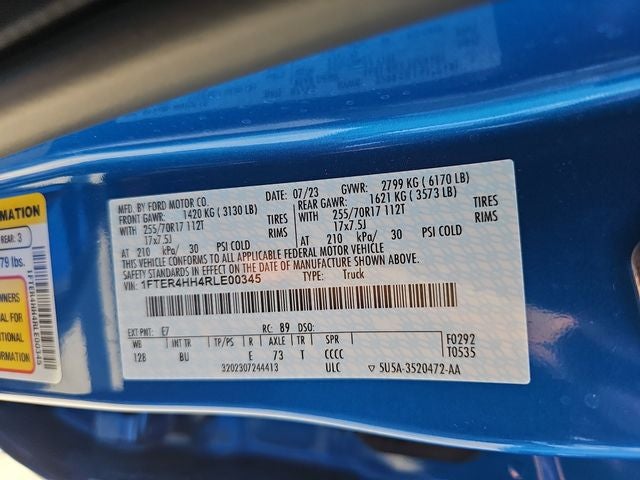 MFD. BY FORD MOTOR CO.
DATE: 07/23 GVWR: 2799 KG ( 6170 LB)
FRONT GAWR: 1420 KG ( 3130 LB)
REAR GAWR: 1621 KG ( 3573 LB)
WITH 255/70R17 112T TIRES
WITH 255/70R17 112T TIRES
17x7.5J RIMS
17x7.5J RIMS
AT 210 kPa/ 30 PSI COLD
AT 210 kPa/ 30 PSI COLD
THIS VEHICLE CONFORMS TO ALL APPLICABLE FEDERAL MOTOR VEHICLE
SAFETY STANDARDS IN EFFECT ON THE DATE OF MANUFACTURE SHOWN ABOVE.
VIN: 1FTER4HH4RLE00345 TYPE: Truck
EXT PNT: E7 RC: 89 DSO:
WB INT TR TP/PS R AXLE TR SPR
128 BU E 73 T CCCC
ULC
3202307244413
F0292
T0535
5U5A-3520472-AA
RMATION
REAR: 3
79 lbs.
WNERS
UAL for
ditional
mation
1FTER4HH4RLE00345